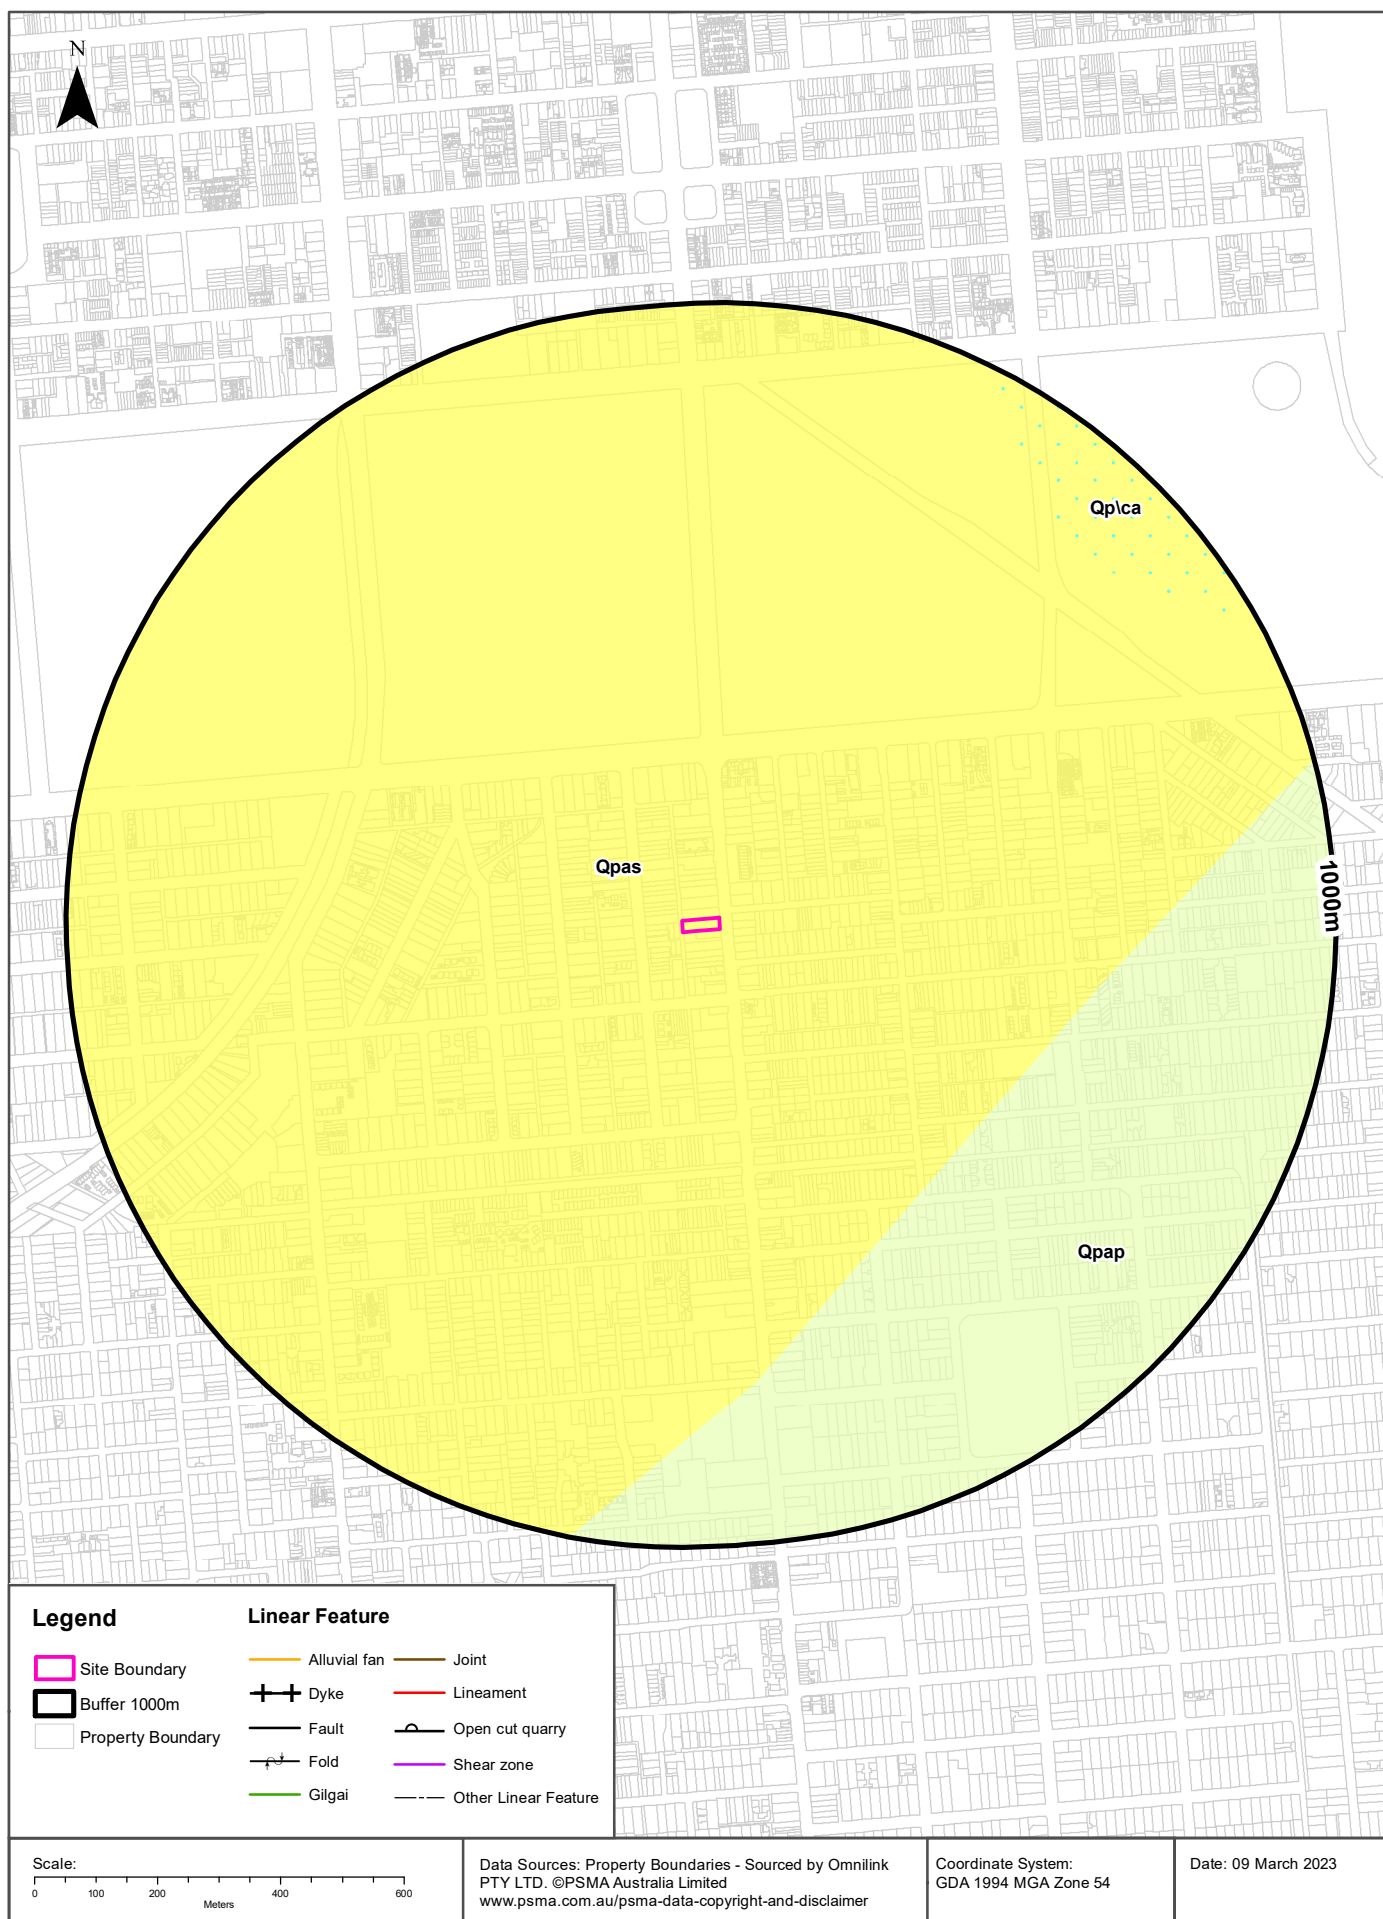 N
Qp\ca
Qpas
1000m
Qpap
Legend
Site Boundary
Buffer 1000m
Property Boundary
Linear Feature
Alluvial fan
Dyke
Fault
Fold
Gilgai
Joint
Lineament
Open cut quarry
Shear zone
Other Linear Feature
Scale:
0 100 200 400 600
Meters
Data Sources: Property Boundaries - Sourced by Omnilink
PTY LTD. ©PSMA Australia Limited
www.psma.com.au/psma-data-copyright-and-disclaimer
Coordinate System:
GDA 1994 MGA Zone 54
Date: 09 March 2023